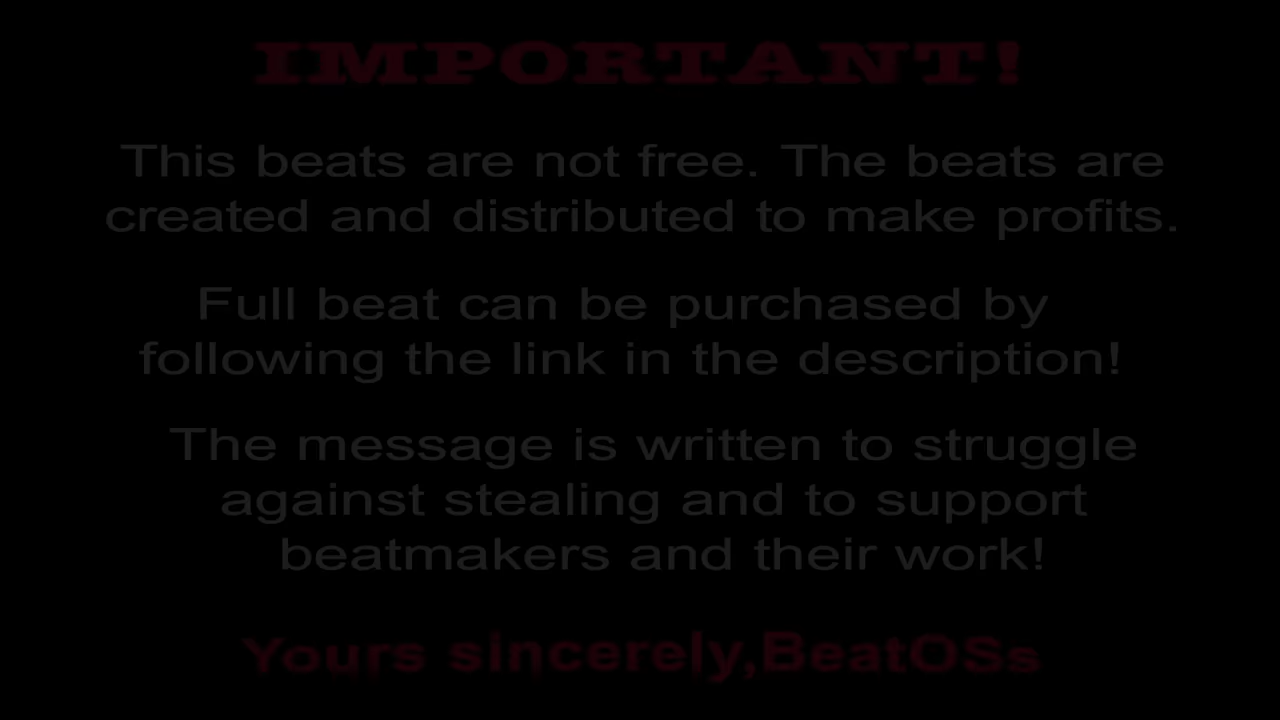 IMPORTANT!
This beats are not free. The beats are
created and distributed to make profits.
Full beat can be purchased by
following the link in the description!
The message is written to struggle
against stealing and to support
beatmakers and their work!
Yours sincerely,BeatOSs